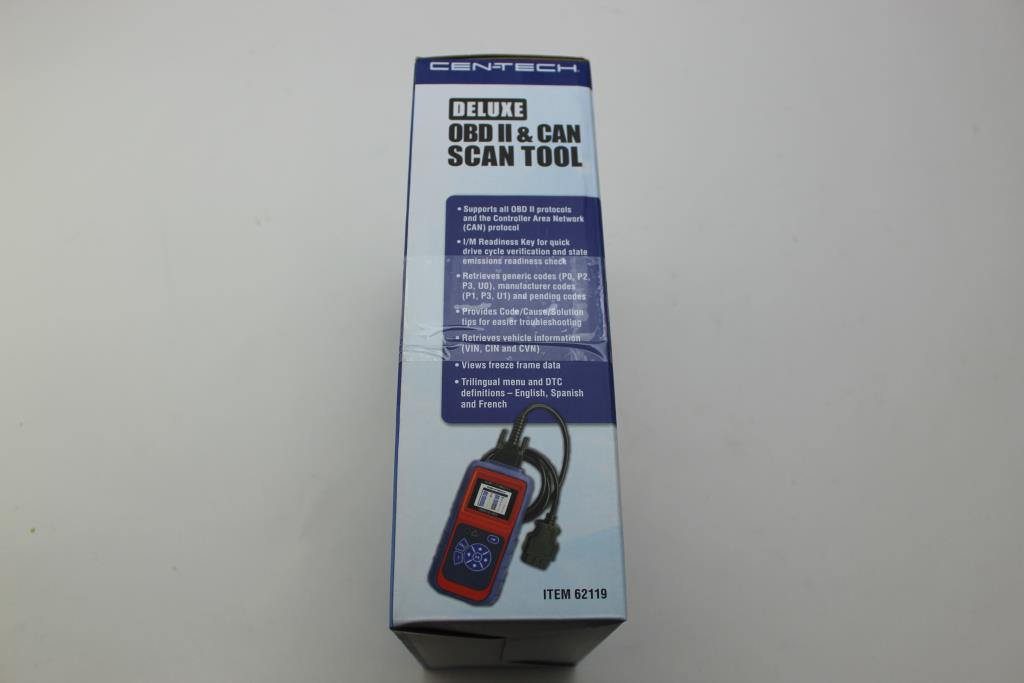 CEN-TECH
DELUXE
OBD II & CAN
SCAN TOOL
• Supports all OBD II protocols
and the Controller Area Network
(CAN) protocol
• I/M Readiness Key for quick
drive cycle verification and state
emissions readiness check
• Retrieves generic codes (P0, P2,
P3, U0), manufacturer codes
(P1, P3, U1) and pending codes
• Provides Code/Cause/Solution
tips for easier troubleshooting
• Retrieves vehicle information
(VIN, CIN and CVN)
• Views freeze frame data
• Trilingual menu and DTC
definitions – English, Spanish
and French
ITEM 62119